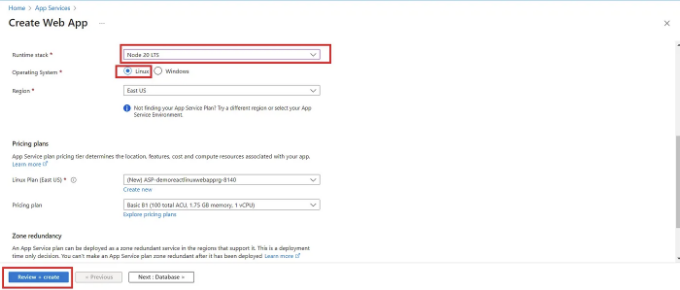 Home > App Services >
Create Web App ...
Runtime stack *
Node 20 LTS
Operating System *
Linux
Windows
Region *
East US
Not finding your App Service Plan? Try a different region or select your App
Service Environment.
Pricing plans
App Service plan pricing tier determines the location, features, cost and compute resources associated with your app.
Learn more
Linux Plan (East US) *
(New) ASP-demoreactlinuxwebapprg-8140
Create new
Pricing plan
Basic B1 (100 total ACU, 1.75 GB memory, 1 vCPU)
Explore pricing plans
Zone redundancy
An App Service plan can be deployed as a zone redundant service in the regions that support it. This is a deployment
time only decision. You can't make an App Service plan zone redundant after it has been deployed Learn more
Review + create
< Previous
Next : Database >